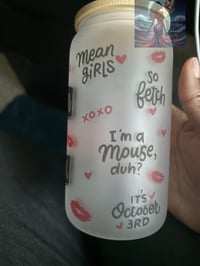 Mean
giRLS
so
fetch
XOXO
I'm a
Mouse,
duh?
IT'S
October
3RD